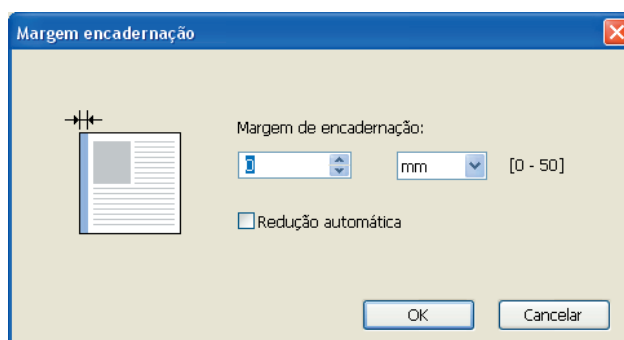 Margem encadernação
Margem de encadernação:
0 mm [0 - 50]
Redução automática
OK Cancelar